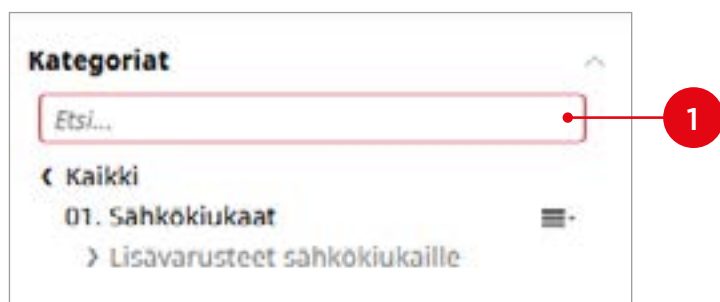 Kategoriat
Etsi...
1
Kaikki
01. Sähkökiukaat
Lisävarusteet sähkökiukaille